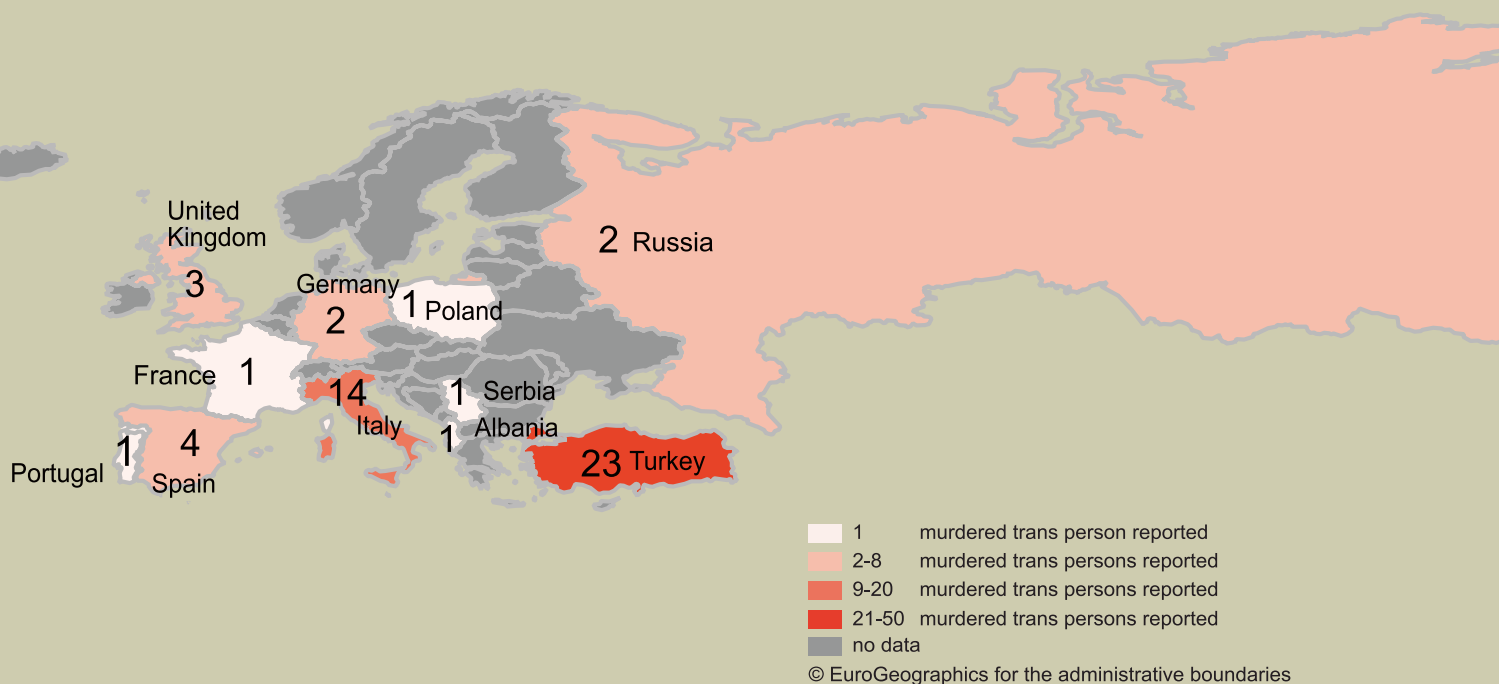 United
Kingdom
3
2 Russia
Germany
2
1 Poland
France 1
14
Italy
1 Serbia
1 Albania
Portugal 1
4
Spain
23 Turkey
1 murdered trans person reported
2-8 murdered trans persons reported
9-20 murdered trans persons reported
21-50 murdered trans persons reported
no data
© EuroGeographics for the administrative boundaries